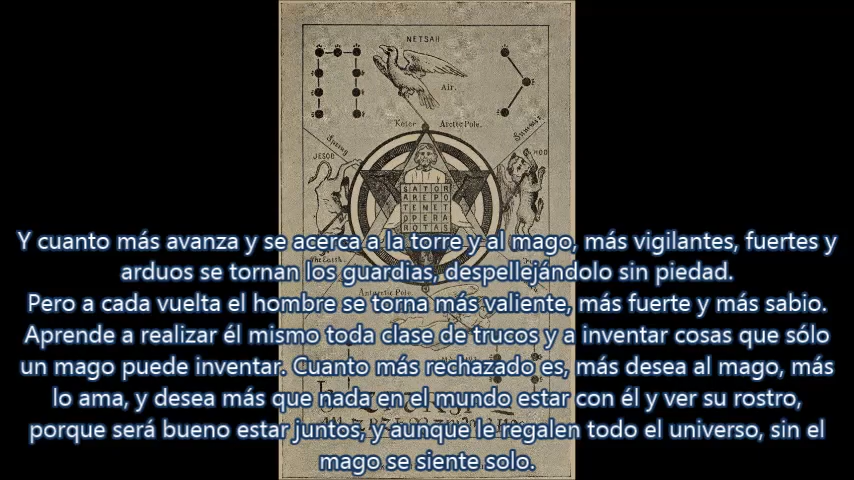 NETSAH
Air.
Keter
Arctic Pole.
Spring
Summer
JESOD
HOD
SATOR
AREPO
TENET
OPERA
ROTAS
Y cuanto más avanza y se acerca a la torre y al mago, más vigilantes, fuertes y
arduos se tornan los guardias, despellejándolo sin piedad.
Antarctic Pole
Pero a cada vuelta el hombre se torna más valiente, más fuerte y más sabio.
Aprende a realizar él mismo toda clase de trucos y a inventar cosas que sólo
un mago puede inventar. Cuanto más rechazado es, más desea al mago, más
lo ama, y desea más que nada en el mundo estar con él y ver su rostro,
porque será bueno estar juntos, y aunque le regalen todo el universo, sin el
mago se siente solo.